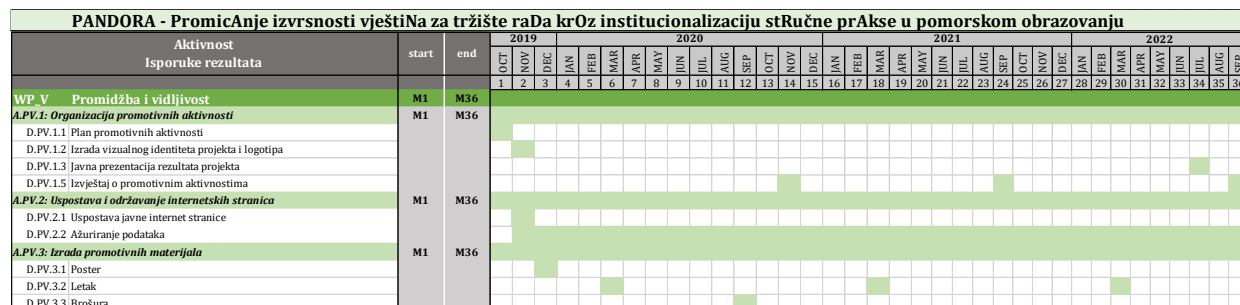 PANDORA - PromicAnje izvrsnosti vještiNa za tržište raDa krOz institucionalizaciju stRučne prAkse u pomorskom obrazovanju
Aktivnost Isporuke rezultata start end 2019 2020 2021 2022
OCT NOV DEC JAN FEB MAR APR MAY JUN JUL AUG SEP OCT NOV DEC JAN FEB MAR APR MAY JUN JUL AUG SEP OCT NOV DEC JAN FEB MAR APR MAY JUN JUL AUG SEP
1 2 3 4 5 6 7 8 9 10 11 12 13 14 15 16 17 18 19 20 21 22 23 24 25 26 27 28 29 30 31 32 33 34 35 36
WP_V Promidžba i vidljivost M1 M36
A.PV.1: Organizacija promotivnih aktivnosti M1 M36
D.PV.1.1 Plan promotivnih aktivnosti
D.PV.1.2 Izrada vizualnog identiteta projekta i logotipa
D.PV.1.3 Javna prezentacija rezultata projekta
D.PV.1.5 Izvještaj o promotivnim aktivnostima
A.PV.2: Uspostava i održavanje internetskih stranica M1 M36
D.PV.2.1 Uspostava javne internet stranice
D.PV.2.2 Ažuriranje podataka
A.PV.3: Izrada promotivnih materijala M1 M36
D.PV.3.1 Poster
D.PV.3.2 Letak
D.PV.3.3 Brošura